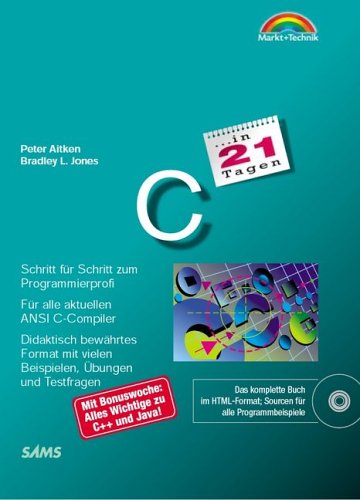 Markt+Technik
Peter Aitken
Bradley L. Jones
...in
21
Tagen
C
Schritt für Schritt zum
Programmierprofi
Für alle aktuellen
ANSI C-Compiler
Didaktisch bewährtes
Format mit vielen
Beispielen, Übungen
und Testfragen
Mit Bonuswoche:
Alles Wichtige zu
C++ und Java!
Das komplette Buch
im HTML-Format; Sourcen für
alle Programmbeispiele
SAMS